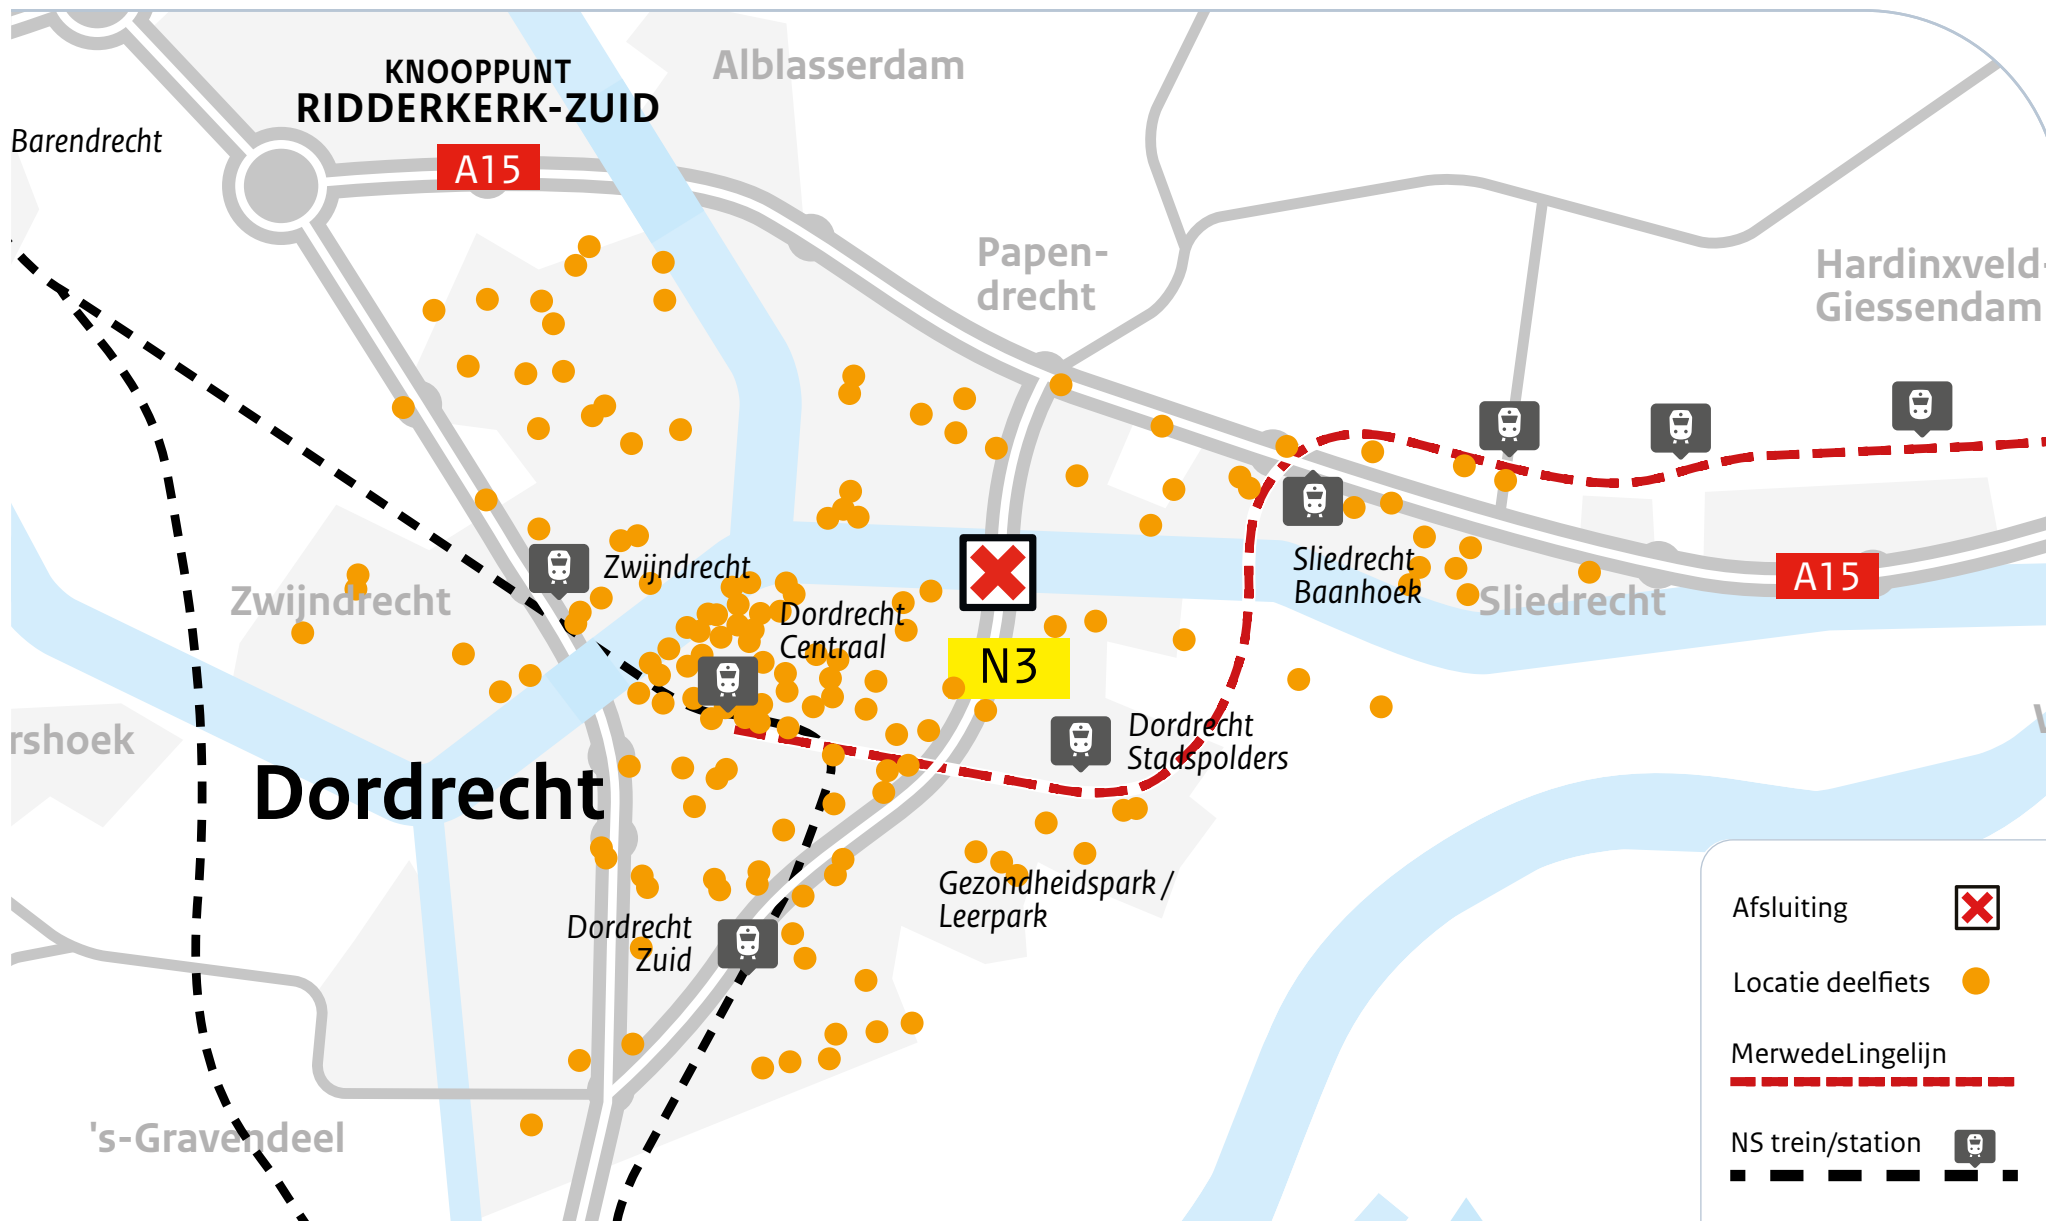 KNOOPPUNT
RIDDERKERK-ZUID
Alblasserdam
Barendrecht
A15
Papen-
drecht
Hardinxveld-
Giessendam
Zwijndrecht
Zwijndrecht
Dordrecht
Centraal
Sliedrecht
Baanhoek
Sliedrecht
A15
N3
rshoek
Dordrecht
Dordrecht
Stadspolders
Gezondheidspark /
Leerpark
Dordrecht
Zuid
's-Gravendeel
Afsluiting
Locatie deelfiets
MerwedeLingelijn
NS trein/station